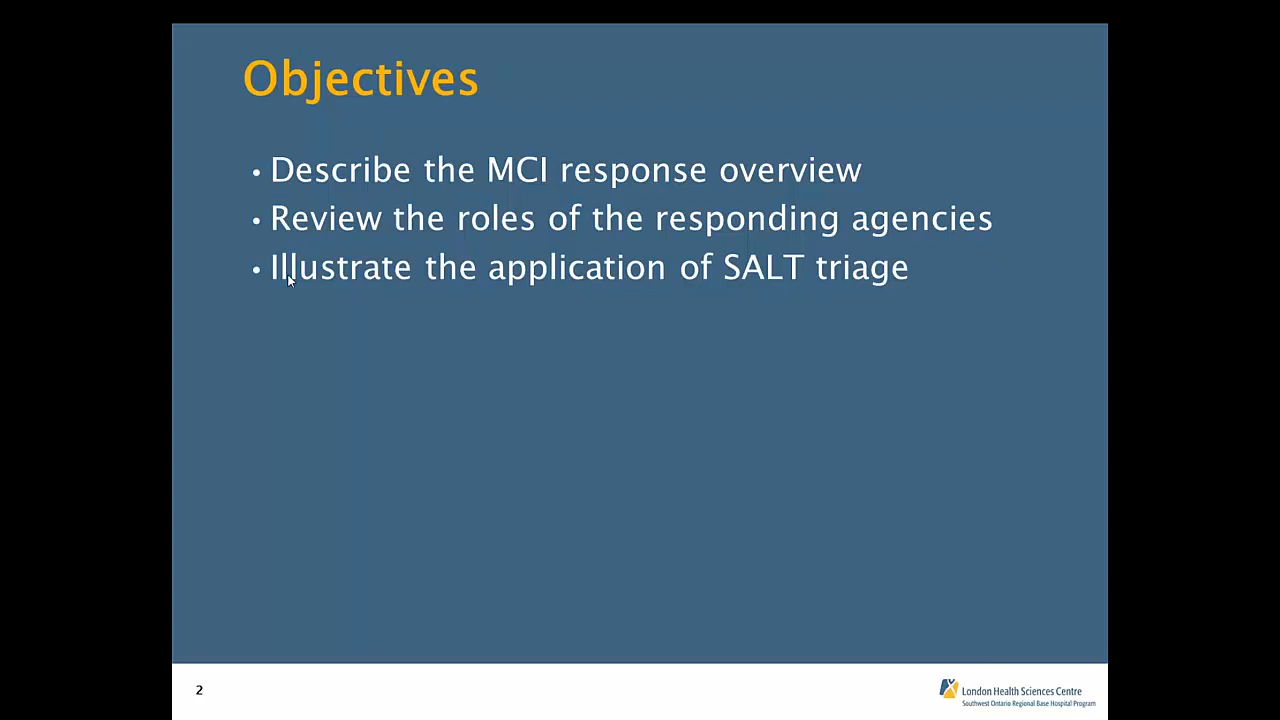 Objectives
• Describe the MCI response overview
• Review the roles of the responding agencies
• Illustrate the application of SALT triage
2
London Health Sciences Centre
Southwest Ontario Regional Base Hospital Program